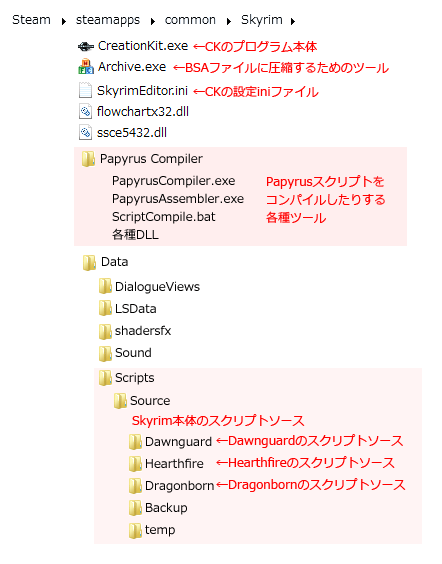 Steam ▸ steamapps ▸ common ▸ Skyrim ▸
CreationKit.exe ←CKのプログラム本体
Archive.exe ←BSAファイルに圧縮するためのツール
SkyrimEditor.ini ←CKの設定iniファイル
flowchartx32.dll
ssce5432.dll
Papyrus Compiler
PapyrusCompiler.exe Papyrusスクリプトを
PapyrusAssembler.exe コンパイルしたりする
ScriptCompile.bat 各種ツール
各種DLL
Data
DialogueViews
LSData
shadersfx
Sound
Scripts
Source
Skyrim本体のスクリプトソース
Dawnguard ←Dawnguardのスクリプトソース
Hearthfire ←Hearthfireのスクリプトソース
Dragonborn ←Dragonbornのスクリプトソース
Backup
temp